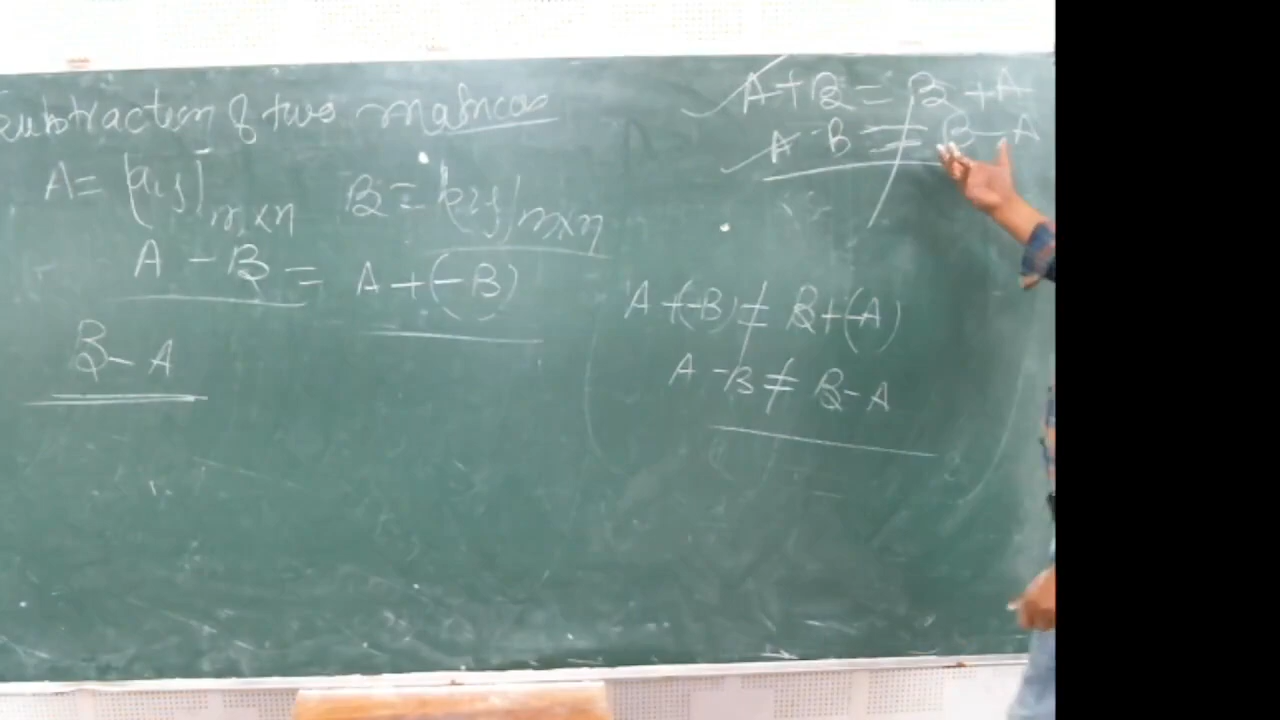 Subtraction of two matrices
A = [aij]m×n B = [bij]m×n
A - B = A + (-B)
B - A
A + B = B + A
A - B ≠ B - A
A + (-B) ≠ B + (-A)
A - B ≠ B - A